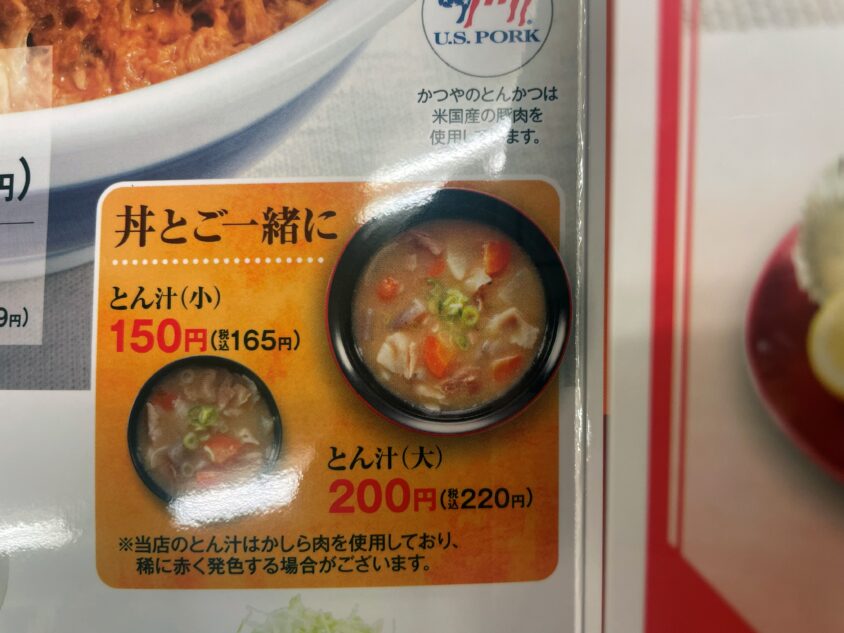 U.S. PORK
®
かつやのとんかつは
米国産の豚肉を
使用し ます。
円)
9円)
丼とご一緒に
とん汁(小)
150円(税込165円)
とん汁(大)
200円(税込220円)
※当店のとん汁はかしら肉を使用しており、
稀に赤く発色する場合がございます。